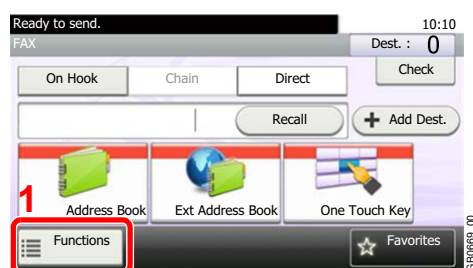 Ready to send. 10:10
FAX Dest. : 0
On Hook Chain Direct Check
Recall Add Dest.
Address Book Ext Address Book One Touch Key
1
Functions Favorites
GB0669_00